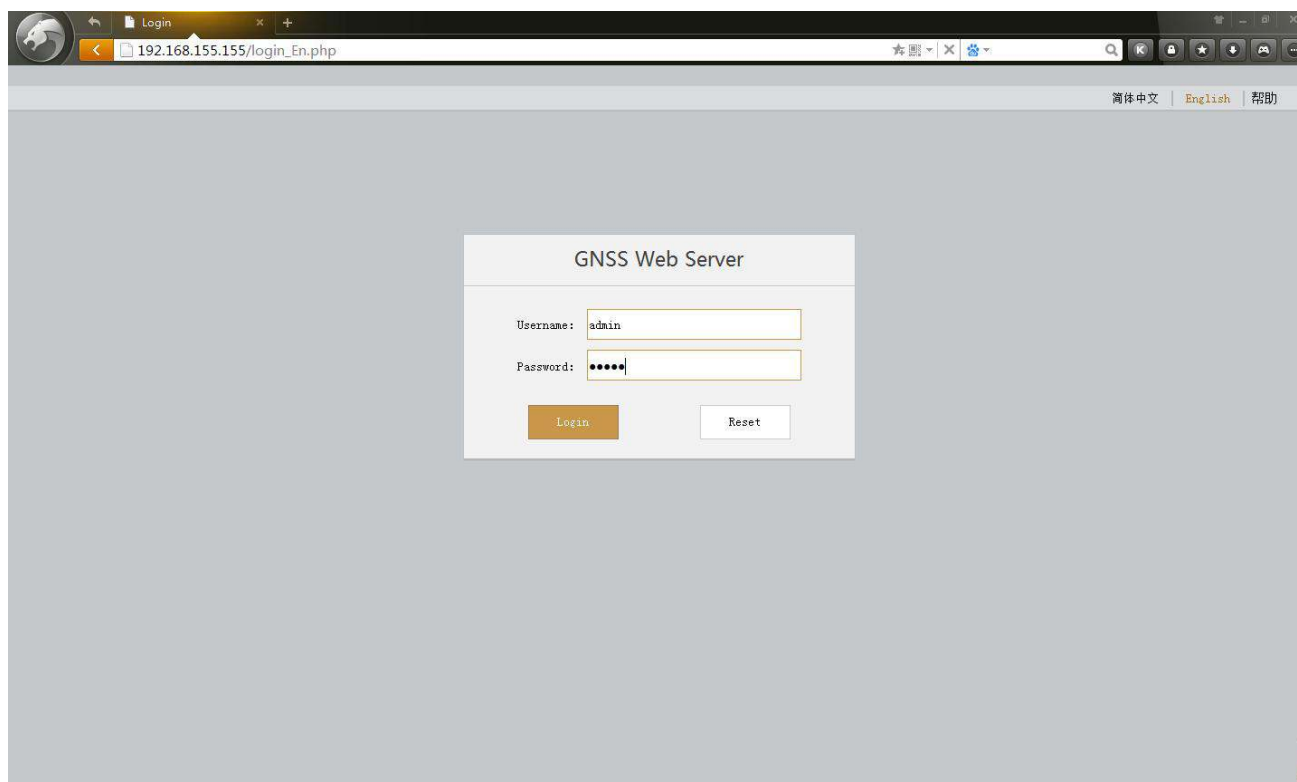 Login
192.168.155.155/login_En.php
K
简体中文 | English | 帮助
GNSS Web Server
Username: admin
Password: •••••
Login Reset